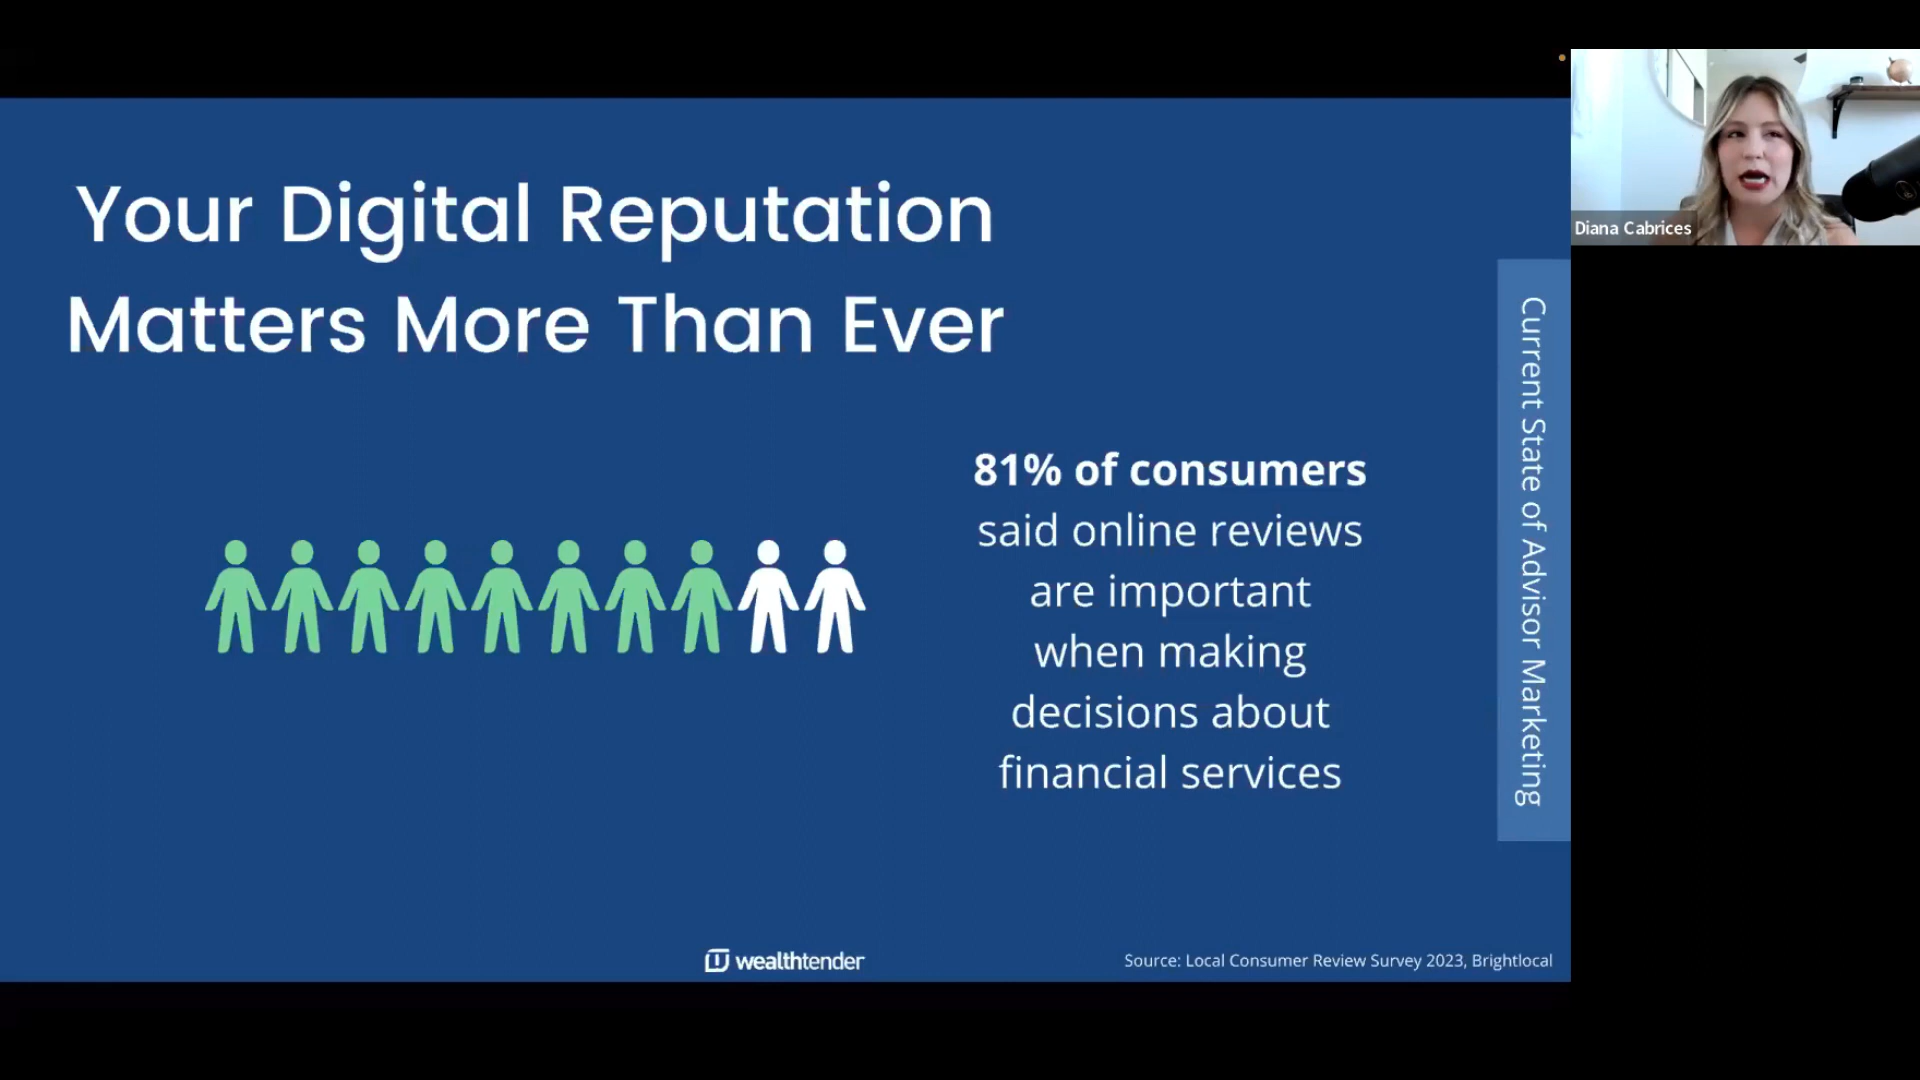 Your Digital Reputation
Matters More Than Ever
81% of consumers
said online reviews
are important
when making
decisions about
financial services
Current State of Advisor Marketing
wealthtender
Source: Local Consumer Review Survey 2023, Brightlocal
Diana Cabrices